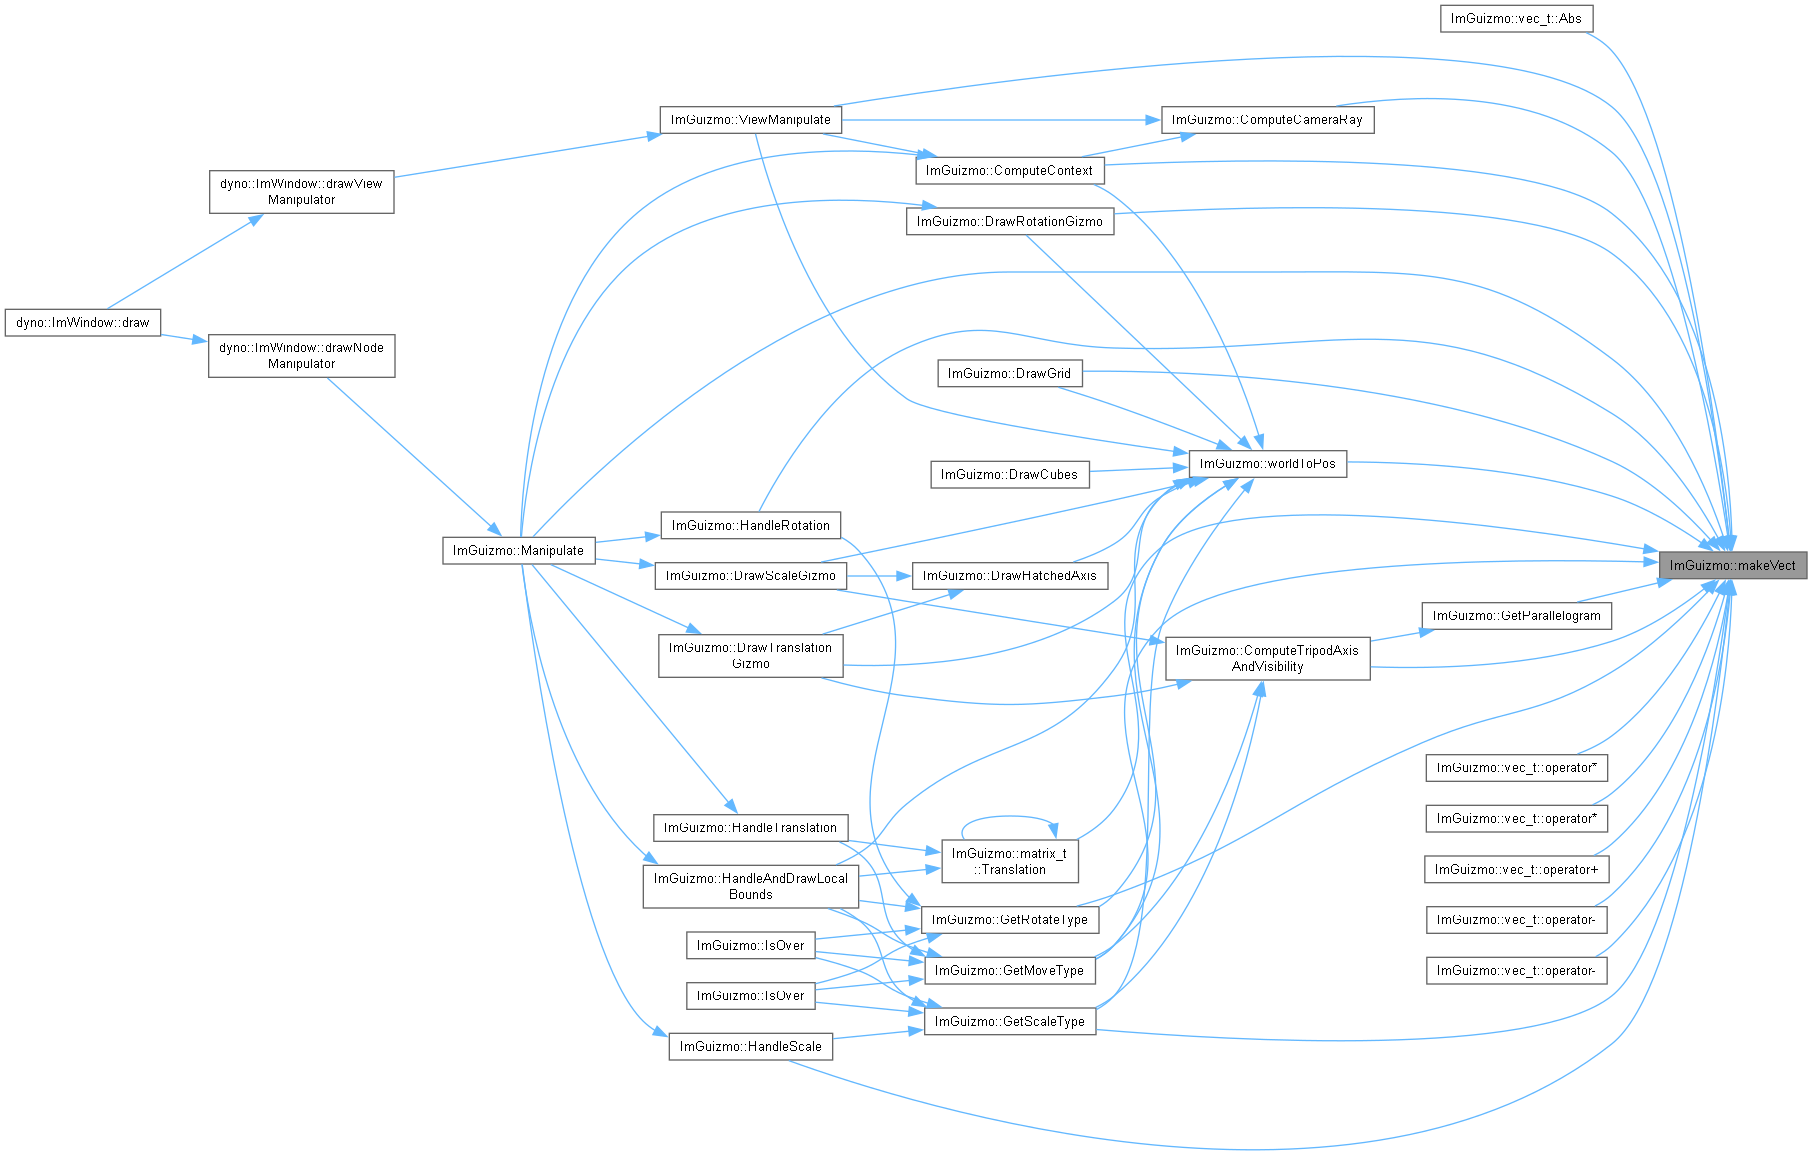 ImGuizmo::vec_t::Abs
ImGuizmo::ViewManipulate
ImGuizmo::ComputeCameraRay
ImGuizmo::ComputeContext
dyno::ImWindow::drawView
Manipulator
ImGuizmo::DrawRotationGizmo
dyno::ImWindow::draw
dyno::ImWindow::drawNode
Manipulator
ImGuizmo::DrawGrid
ImGuizmo::worldToPos
ImGuizmo::DrawCubes
ImGuizmo::HandleRotation
ImGuizmo::Manipulate
ImGuizmo::makeVect
ImGuizmo::DrawScaleGizmo
ImGuizmo::DrawHatchedAxis
ImGuizmo::GetParallelogram
ImGuizmo::DrawTranslation
Gizmo
ImGuizmo::ComputeTripodAxis
AndVisibility
ImGuizmo::vec_t::operator*
ImGuizmo::vec_t::operator*
ImGuizmo::HandleTranslation
ImGuizmo::matrix_t
::Translation
ImGuizmo::vec_t::operator+
ImGuizmo::HandleAndDrawLocal
Bounds
ImGuizmo::GetRotateType
ImGuizmo::vec_t::operator-
ImGuizmo::IsOver
ImGuizmo::GetMoveType
ImGuizmo::vec_t::operator-
ImGuizmo::IsOver
ImGuizmo::GetScaleType
ImGuizmo::HandleScale